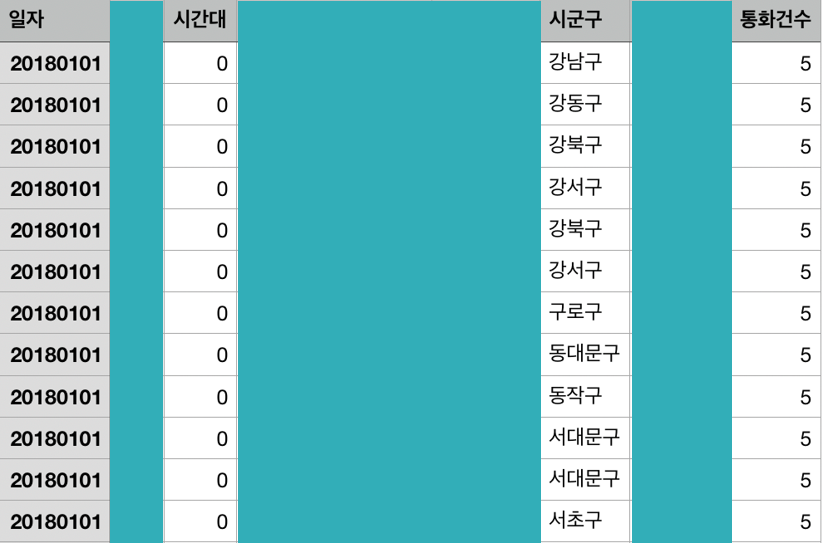 일자 시간대 시군구 통화건수
20180101 0 강남구 5
20180101 0 강동구 5
20180101 0 강북구 5
20180101 0 강서구 5
20180101 0 강북구 5
20180101 0 강서구 5
20180101 0 구로구 5
20180101 0 동대문구 5
20180101 0 동작구 5
20180101 0 서대문구 5
20180101 0 서대문구 5
20180101 0 서초구 5